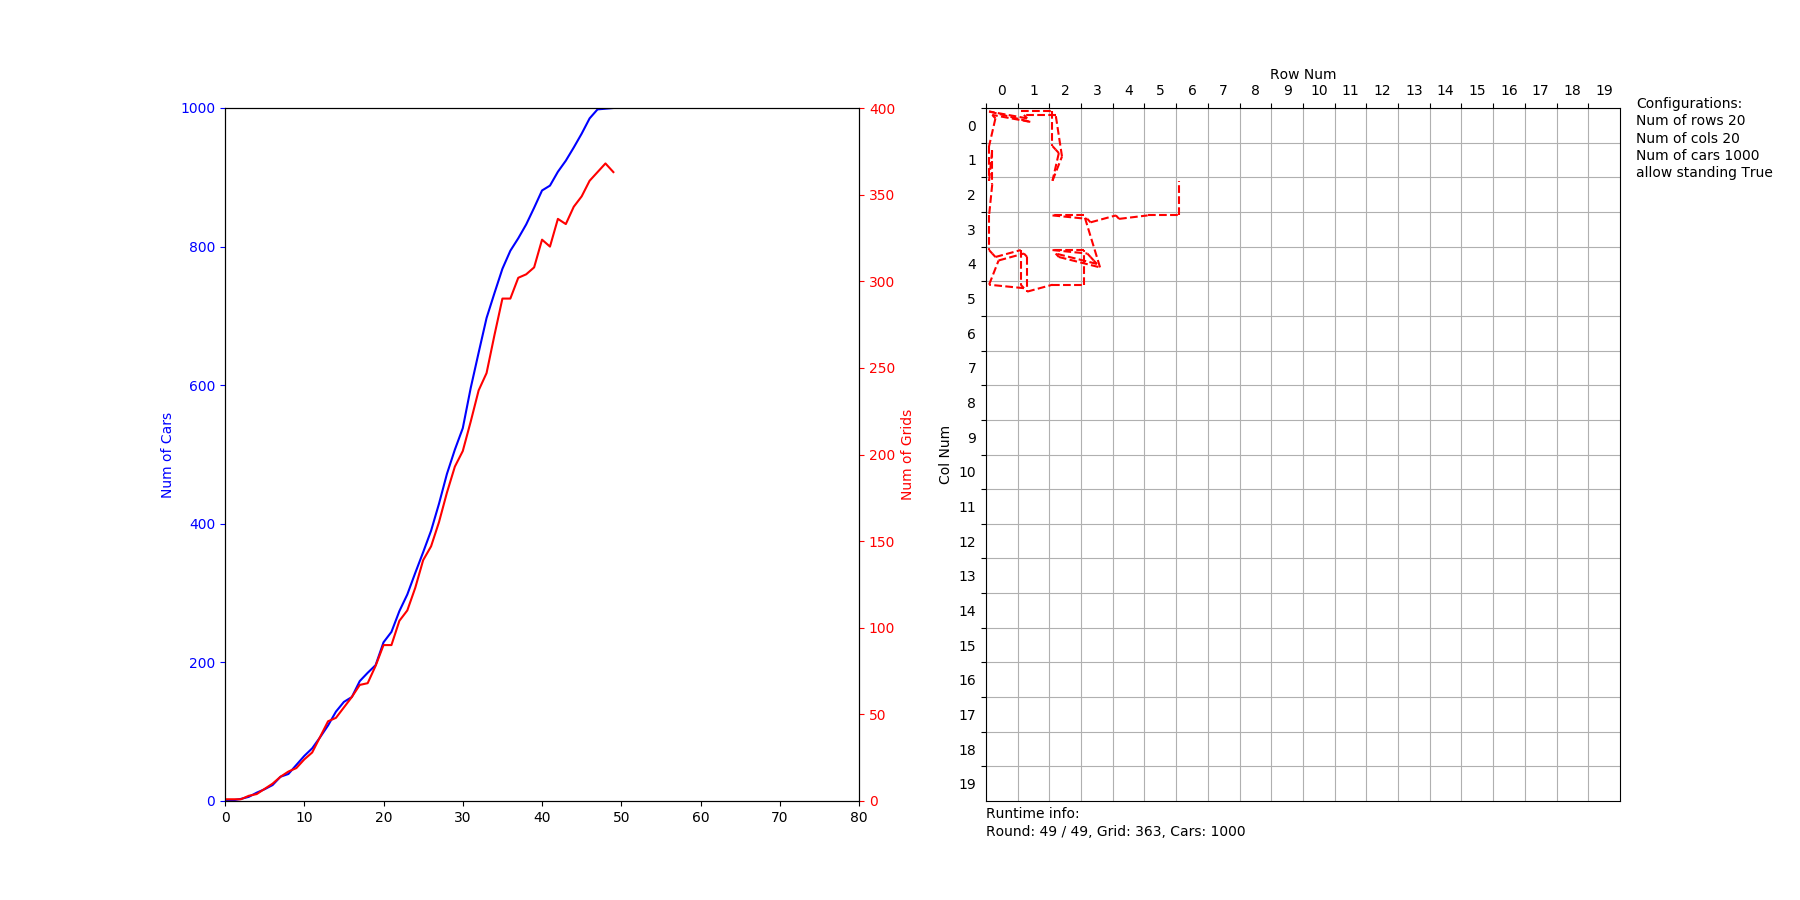 1000
800
600
400
200
0
Num of Cars
0 10 20 30 40 50 60 70 80
400
350
300
250
200
150
100
50
0
Num of Grids
Row Num
0 1 2 3 4 5 6 7 8 9 10 11 12 13 14 15 16 17 18 19
Col Num
0
1
2
3
4
5
6
7
8
9
10
11
12
13
14
15
16
17
18
19
Configurations:
Num of rows 20
Num of cols 20
Num of cars 1000
allow standing True
Runtime info:
Round: 49 / 49, Grid: 363, Cars: 1000